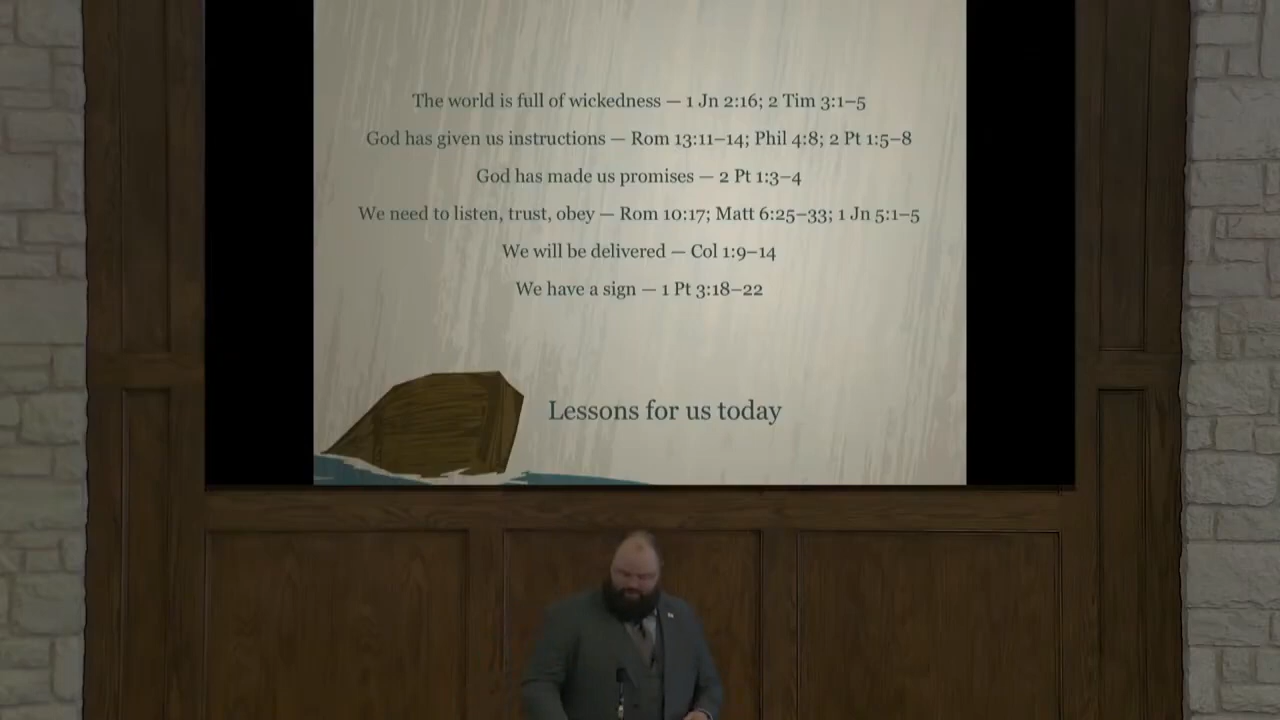 The world is full of wickedness — 1 Jn 2:16; 2 Tim 3:1–5
God has given us instructions — Rom 13:11–14; Phil 4:8; 2 Pt 1:5–8
God has made us promises — 2 Pt 1:3–4
We need to listen, trust, obey — Rom 10:17; Matt 6:25–33; 1 Jn 5:1–5
We will be delivered — Col 1:9–14
We have a sign — 1 Pt 3:18–22
Lessons for us today